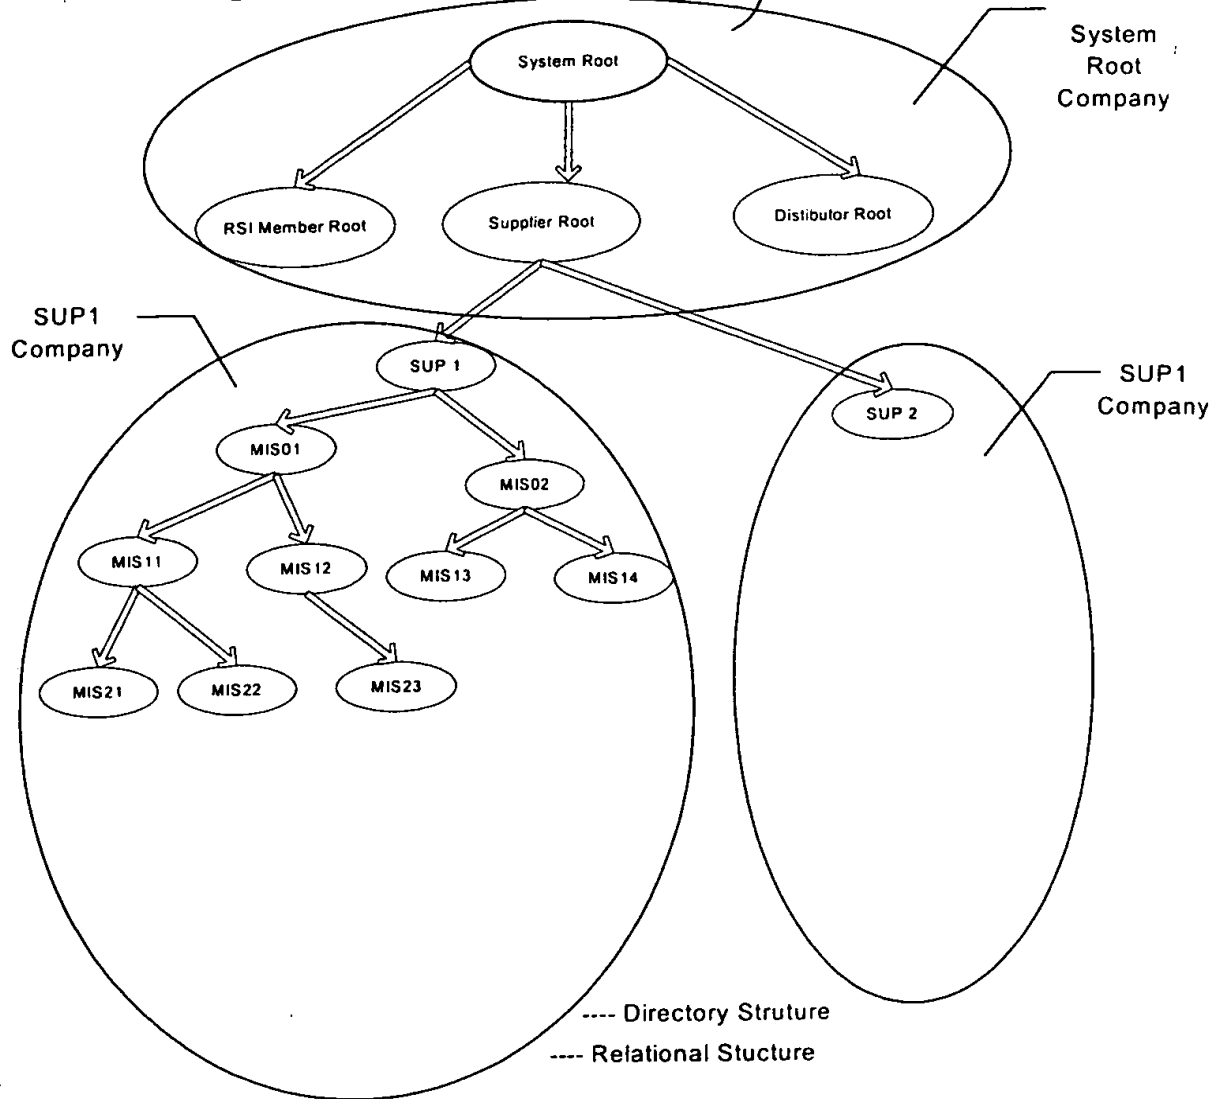 System
Root
Company
System Root
RSI Member Root
Supplier Root
Distibutor Root
SUP1
Company
SUP 1
SUP1
Company
SUP 2
MIS01
MIS02
MIS11
MIS12
MIS13
MIS14
MIS21
MIS22
MIS23
---- Directory Struture
---- Relational Stucture